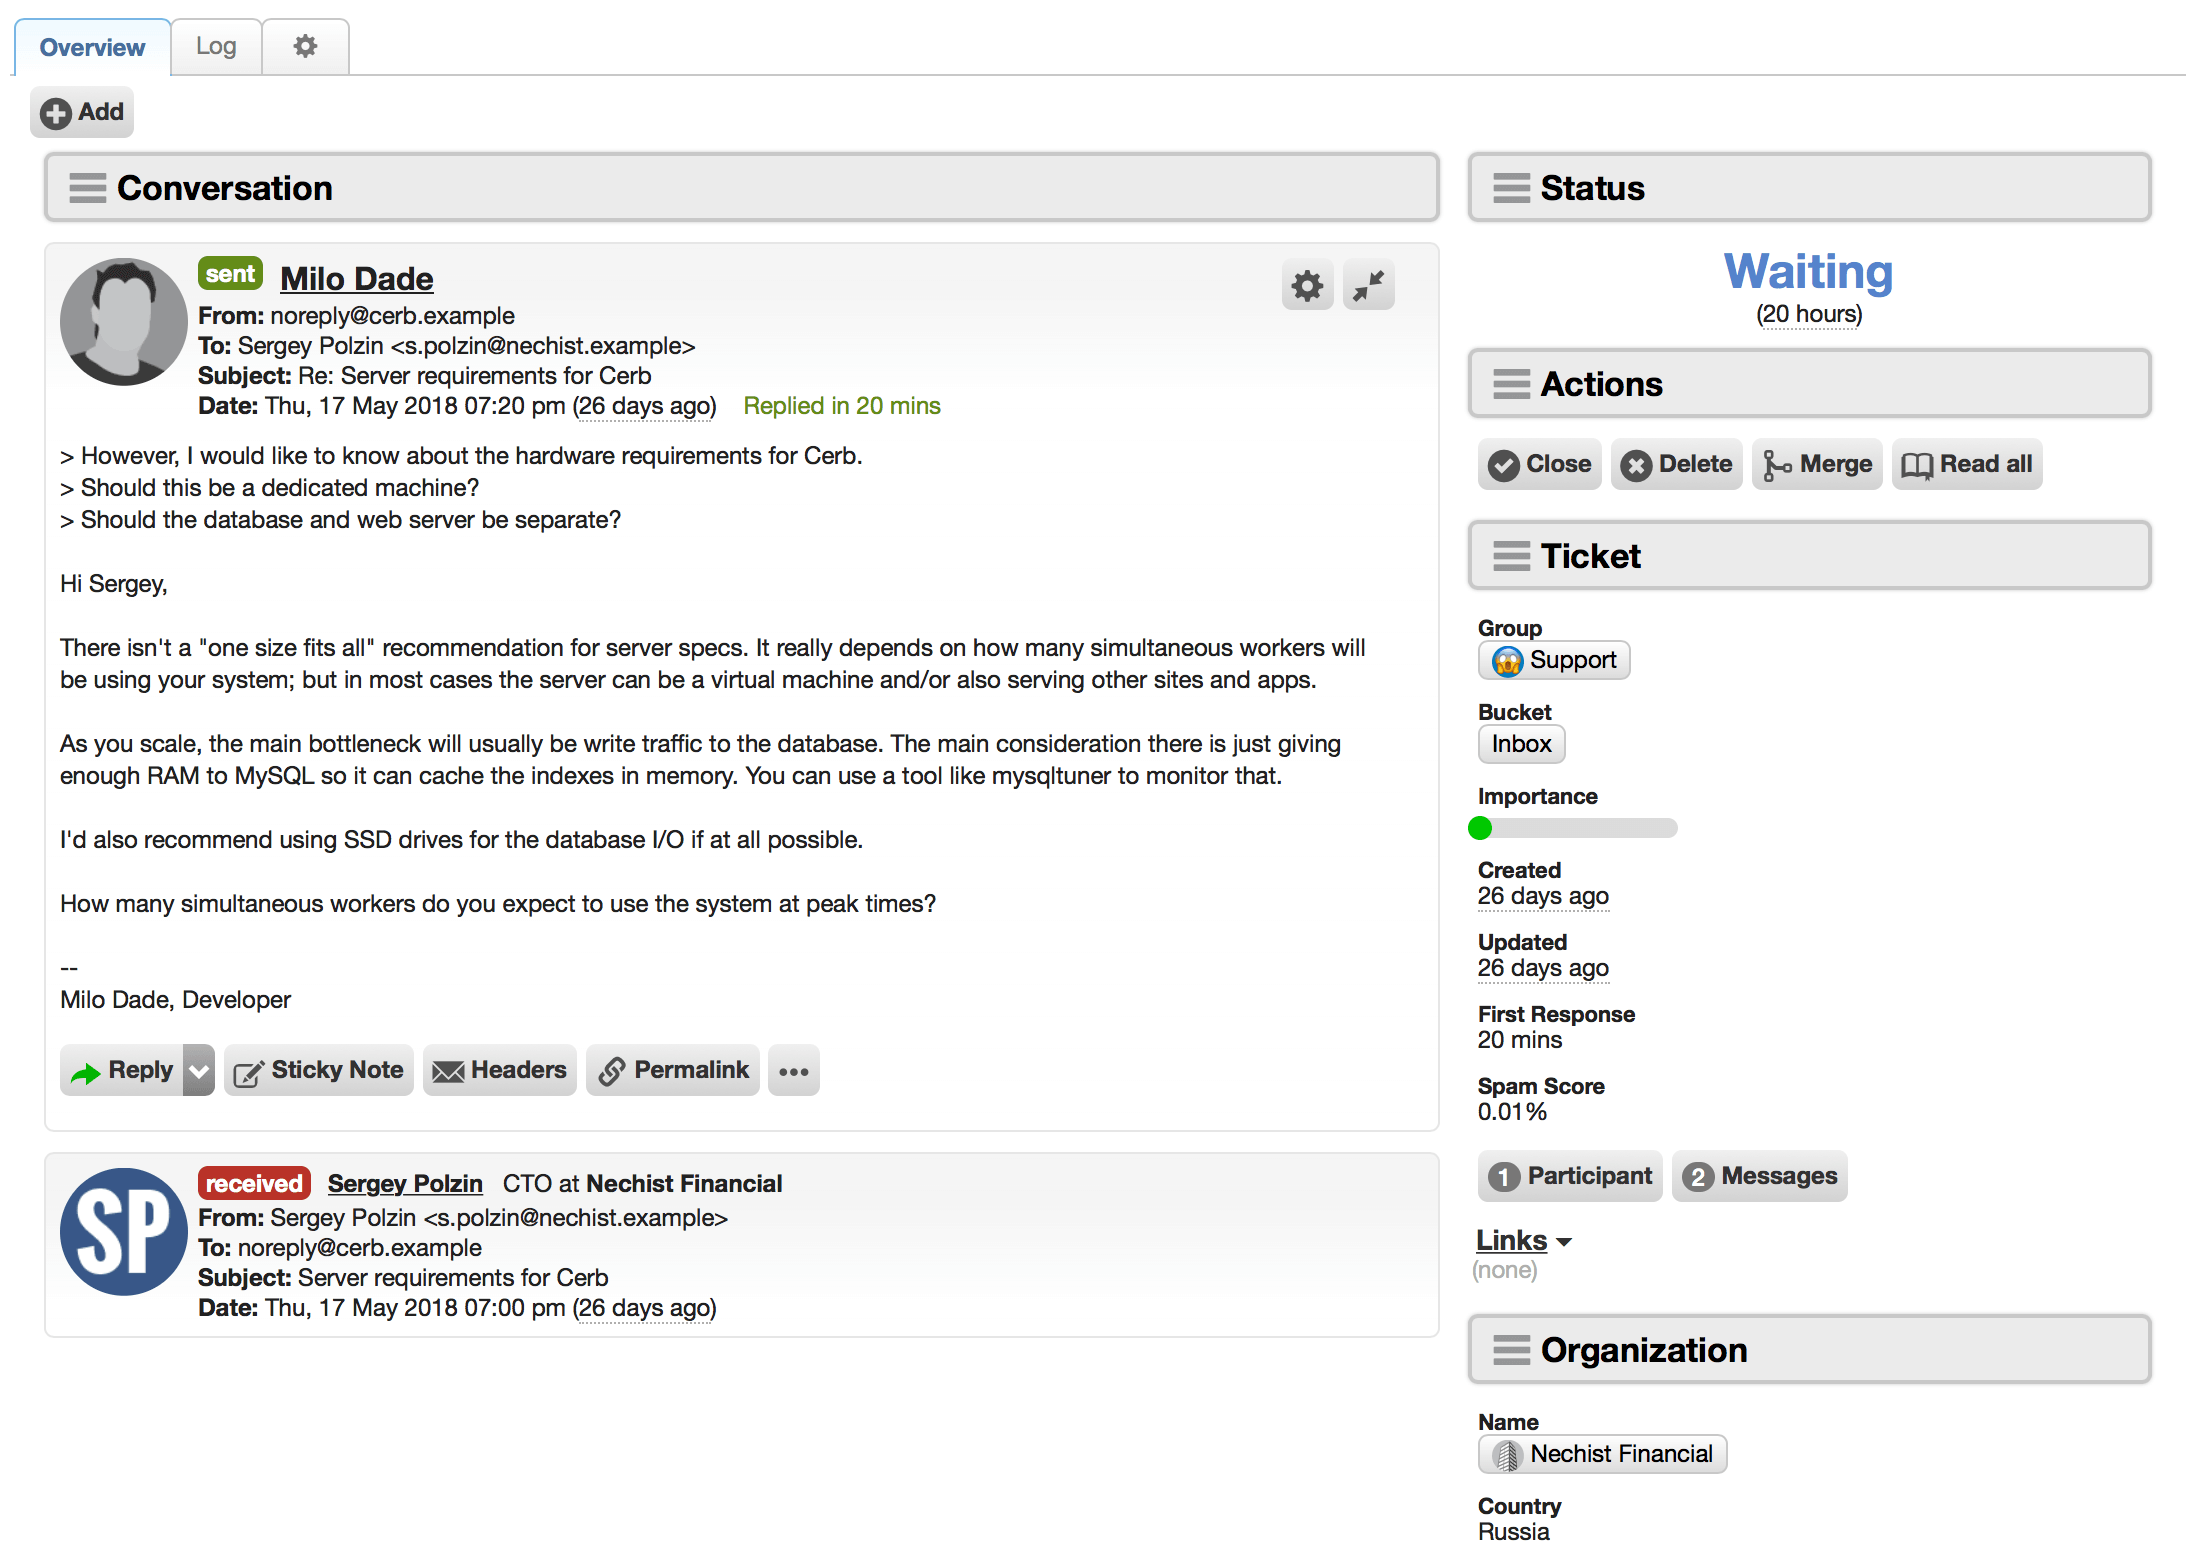 Overview
Log
Add
Conversation
sent Milo Dade
From: noreply@cerb.example
To: Sergey Polzin <s.polzin@nechist.example>
Subject: Re: Server requirements for Cerb
Date: Thu, 17 May 2018 07:20 pm (26 days ago) Replied in 20 mins
> However, I would like to know about the hardware requirements for Cerb.
> Should this be a dedicated machine?
> Should the database and web server be separate?
Hi Sergey,
There isn't a "one size fits all" recommendation for server specs. It really depends on how many simultaneous workers will
be using your system; but in most cases the server can be a virtual machine and/or also serving other sites and apps.
As you scale, the main bottleneck will usually be write traffic to the database. The main consideration there is just giving
enough RAM to MySQL so it can cache the indexes in memory. You can use a tool like mysqltuner to monitor that.
I'd also recommend using SSD drives for the database I/O if at all possible.
How many simultaneous workers do you expect to use the system at peak times?
--
Milo Dade, Developer
Reply
Sticky Note
Headers
Permalink
•••
SP
received Sergey Polzin CTO at Nechist Financial
From: Sergey Polzin <s.polzin@nechist.example>
To: noreply@cerb.example
Subject: Server requirements for Cerb
Date: Thu, 17 May 2018 07:00 pm (26 days ago)
Status
Waiting
(20 hours)
Actions
Close
Delete
Merge
Read all
Ticket
Group
Support
Bucket
Inbox
Importance
Created
26 days ago
Updated
26 days ago
First Response
20 mins
Spam Score
0.01%
1 Participant
2 Messages
Links
(none)
Organization
Name
Nechist Financial
Country
Russia